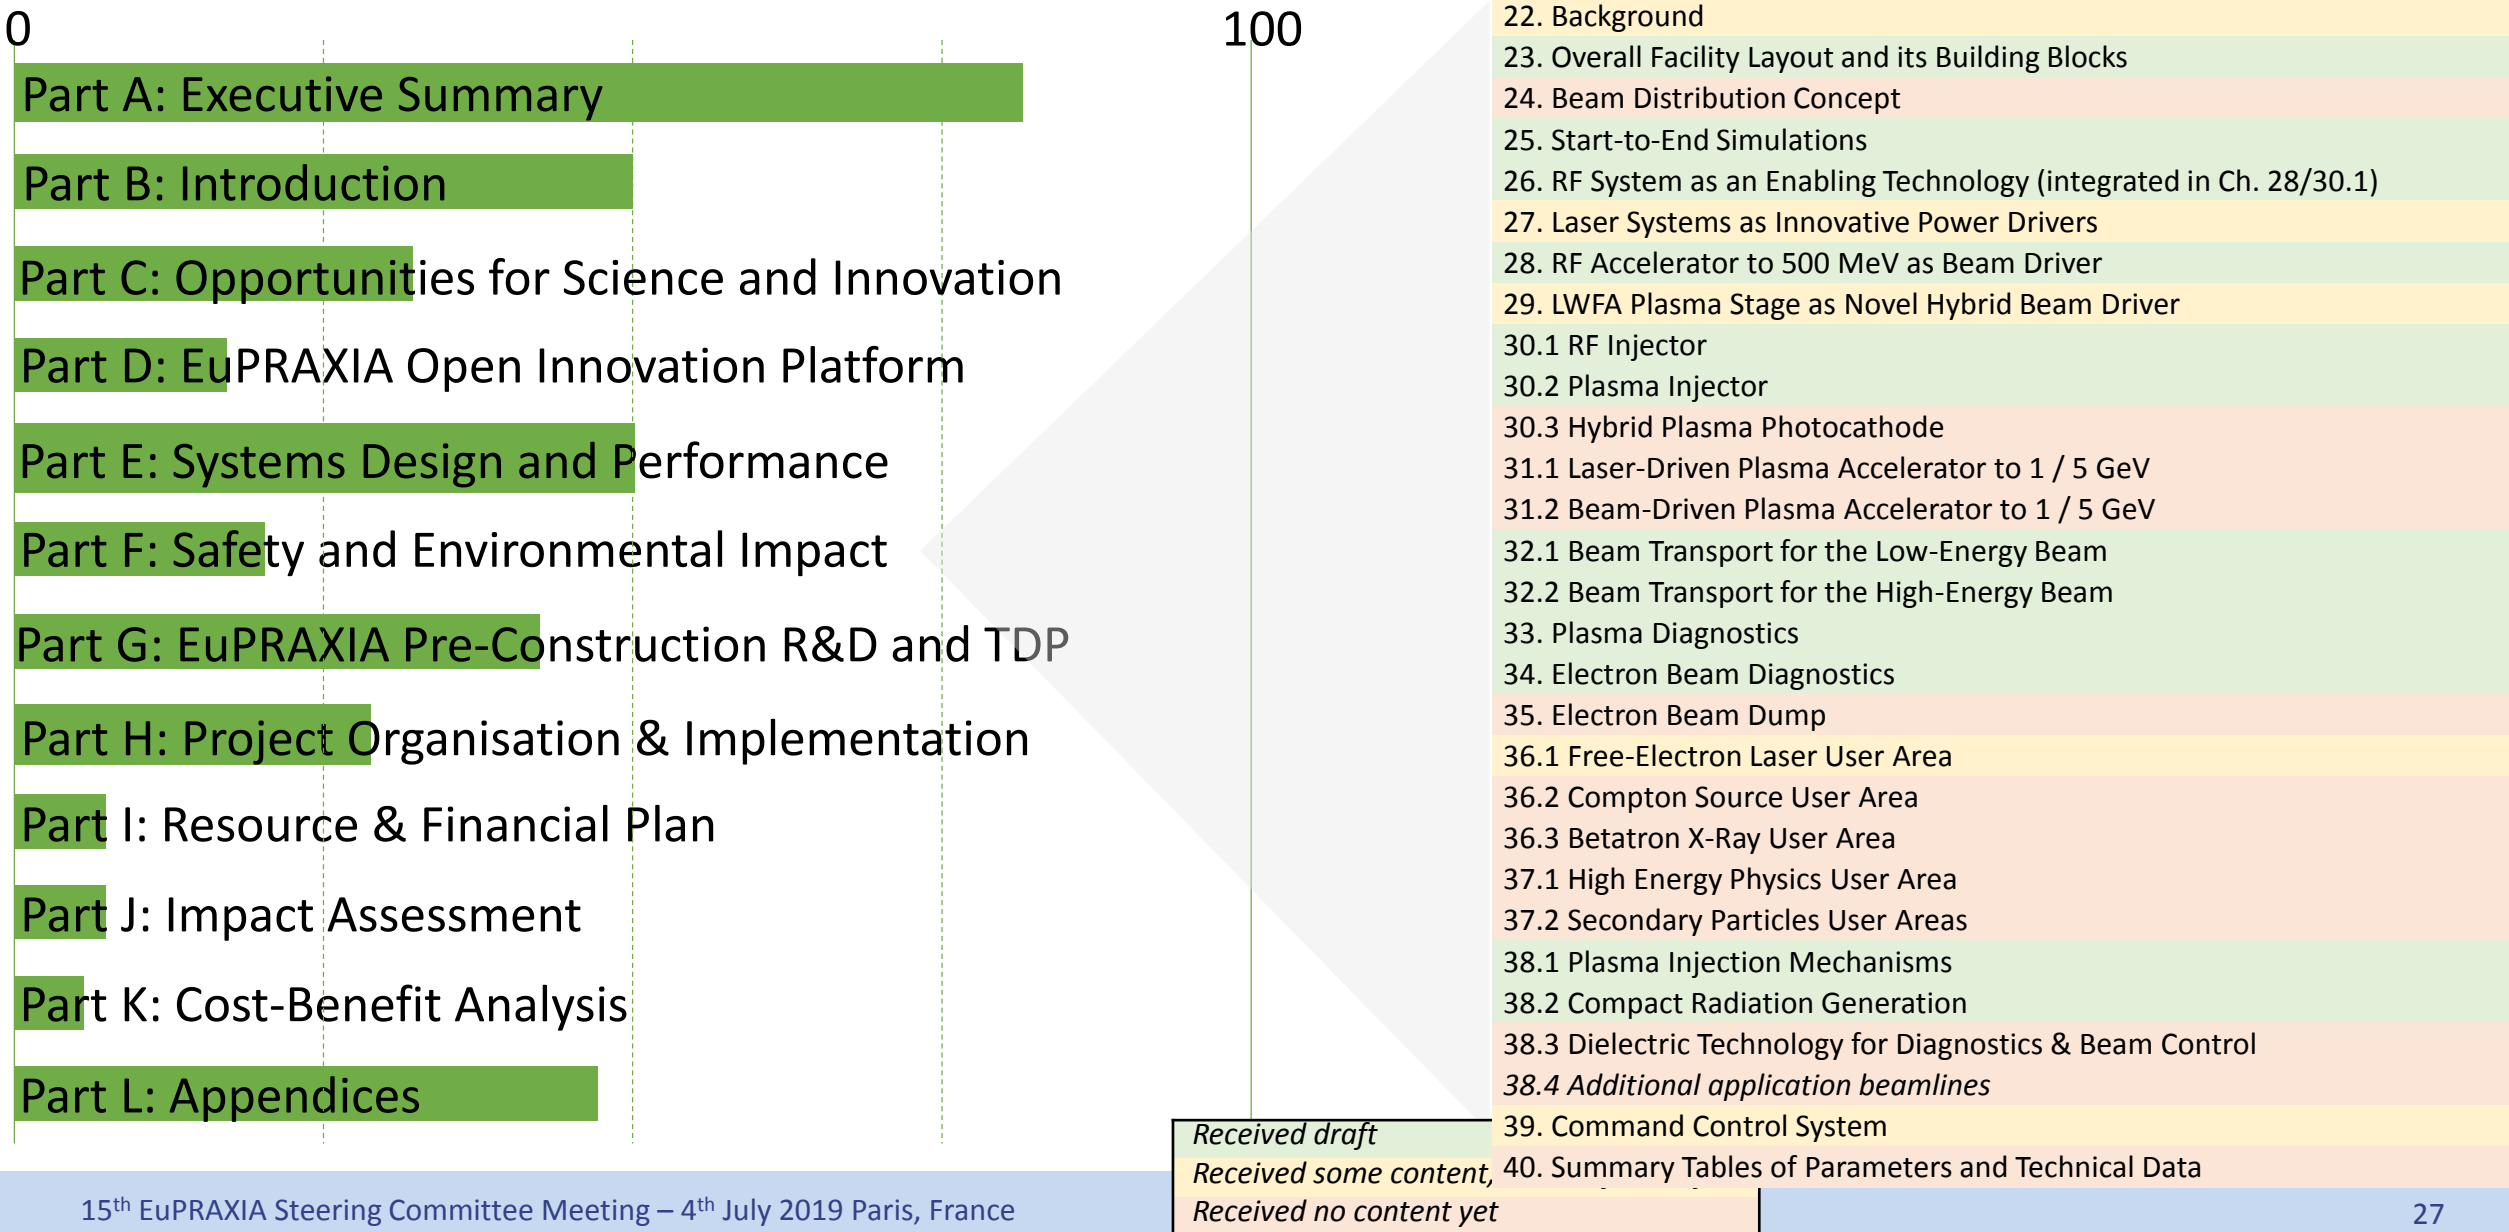 0
100
Part A: Executive Summary
Part B: Introduction
Part C: Opportunities for Science and Innovation
Part D: EuPRAXIA Open Innovation Platform
Part E: Systems Design and Performance
Part F: Safety and Environmental Impact
Part G: EuPRAXIA Pre-Construction R&D and TDP
Part H: Project Organisation & Implementation
Part I: Resource & Financial Plan
Part J: Impact Assessment
Part K: Cost-Benefit Analysis
Part L: Appendices
22. Background
23. Overall Facility Layout and its Building Blocks
24. Beam Distribution Concept
25. Start-to-End Simulations
26. RF System as an Enabling Technology (integrated in Ch. 28/30.1)
27. Laser Systems as Innovative Power Drivers
28. RF Accelerator to 500 MeV as Beam Driver
29. LWFA Plasma Stage as Novel Hybrid Beam Driver
30.1 RF Injector
30.2 Plasma Injector
30.3 Hybrid Plasma Photocathode
31.1 Laser-Driven Plasma Accelerator to 1 / 5 GeV
31.2 Beam-Driven Plasma Accelerator to 1 / 5 GeV
32.1 Beam Transport for the Low-Energy Beam
32.2 Beam Transport for the High-Energy Beam
33. Plasma Diagnostics
34. Electron Beam Diagnostics
35. Electron Beam Dump
36.1 Free-Electron Laser User Area
36.2 Compton Source User Area
36.3 Betatron X-Ray User Area
37.1 High Energy Physics User Area
37.2 Secondary Particles User Areas
38.1 Plasma Injection Mechanisms
38.2 Compact Radiation Generation
38.3 Dielectric Technology for Diagnostics & Beam Control
38.4 Additional application beamlines
39. Command Control System
40. Summary Tables of Parameters and Technical Data
Received draft
Received some content,
Received no content yet
15th EuPRAXIA Steering Committee Meeting – 4th July 2019 Paris, France
27